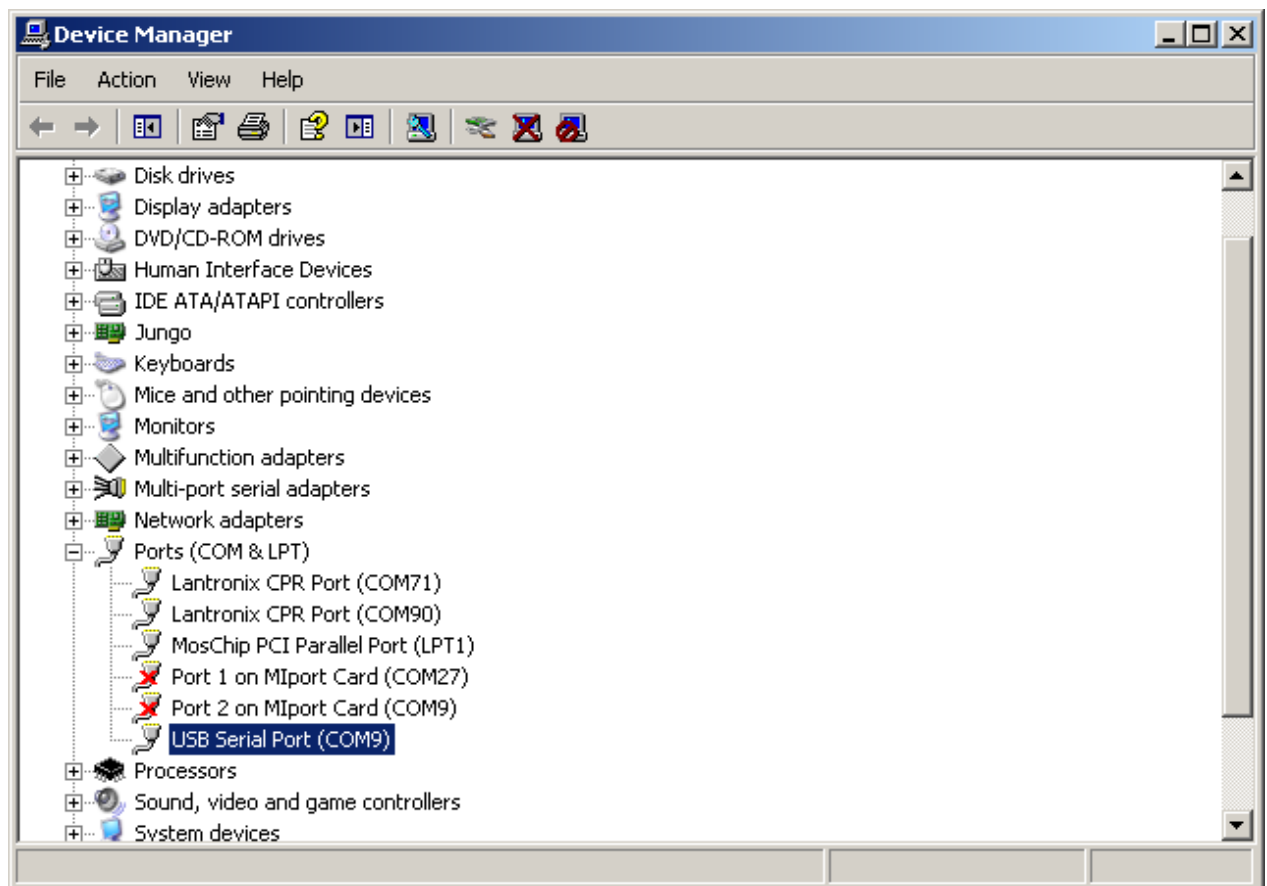 Device Manager
File Action View Help
Disk drives
Display adapters
DVD/CD-ROM drives
Human Interface Devices
IDE ATA/ATAPI controllers
Jungo
Keyboards
Mice and other pointing devices
Monitors
Multifunction adapters
Multi-port serial adapters
Network adapters
Ports (COM & LPT)
Lantronix CPR Port (COM71)
Lantronix CPR Port (COM90)
MosChip PCI Parallel Port (LPT1)
Port 1 on MIport Card (COM27)
Port 2 on MIport Card (COM9)
USB Serial Port (COM9)
Processors
Sound, video and game controllers
System devices